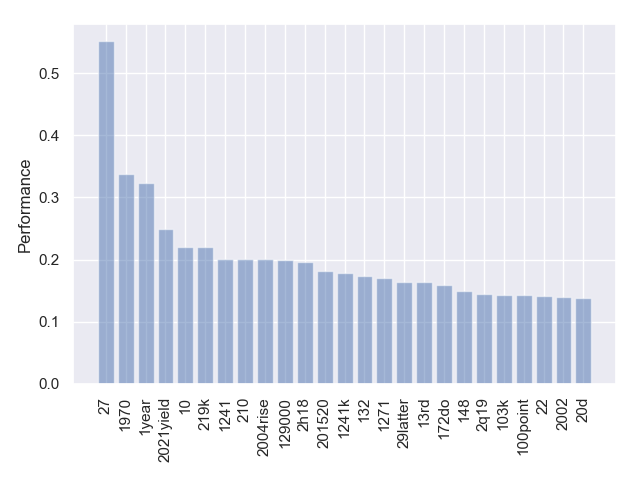 Performance
0.5
0.4
0.3
0.2
0.1
0.0
27
1970
1year
2021yield
10
219k
1241
210
2004rise
129000
2h18
201520
1241k
132
1271
29latter
13rd
172do
148
2q19
103k
100point
22
2002
20d